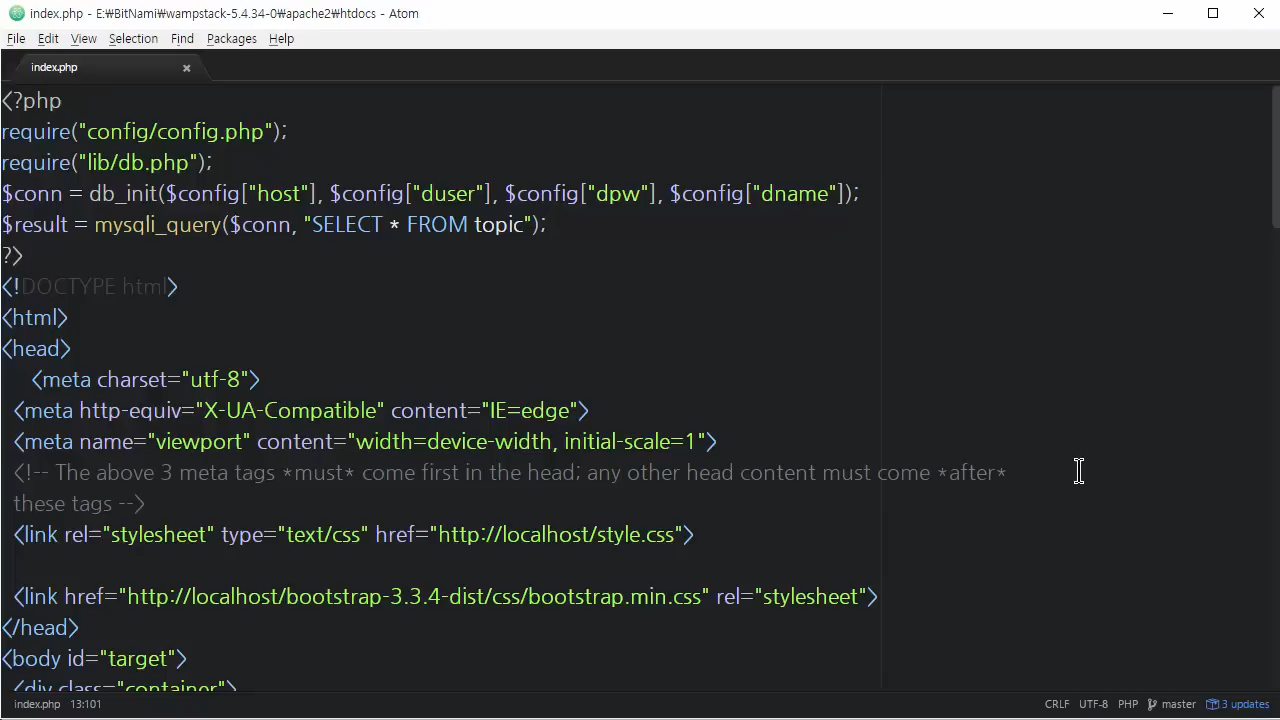 index.php - E:₩BitNami₩wampstack-5.4.34-0₩apache2₩htdocs - Atom
File Edit View Selection Find Packages Help
index.php
<?php
require("config/config.php");
require("lib/db.php");
$conn = db_init($config["host"], $config["duser"], $config["dpw"], $config["dname"]);
$result = mysqli_query($conn, "SELECT * FROM topic");
?>
<!DOCTYPE html>
<html>
<head>
<meta charset="utf-8">
<meta http-equiv="X-UA-Compatible" content="IE=edge">
<meta name="viewport" content="width=device-width, initial-scale=1">
<!-- The above 3 meta tags *must* come first in the head; any other head content must come *after*
these tags -->
<link rel="stylesheet" type="text/css" href="http://localhost/style.css">
<link href="http://localhost/bootstrap-3.3.4-dist/css/bootstrap.min.css" rel="stylesheet">
</head>
<body id="target">
<div class="container">
index.php 13:101 CRLF UTF-8 PHP master 3 updates